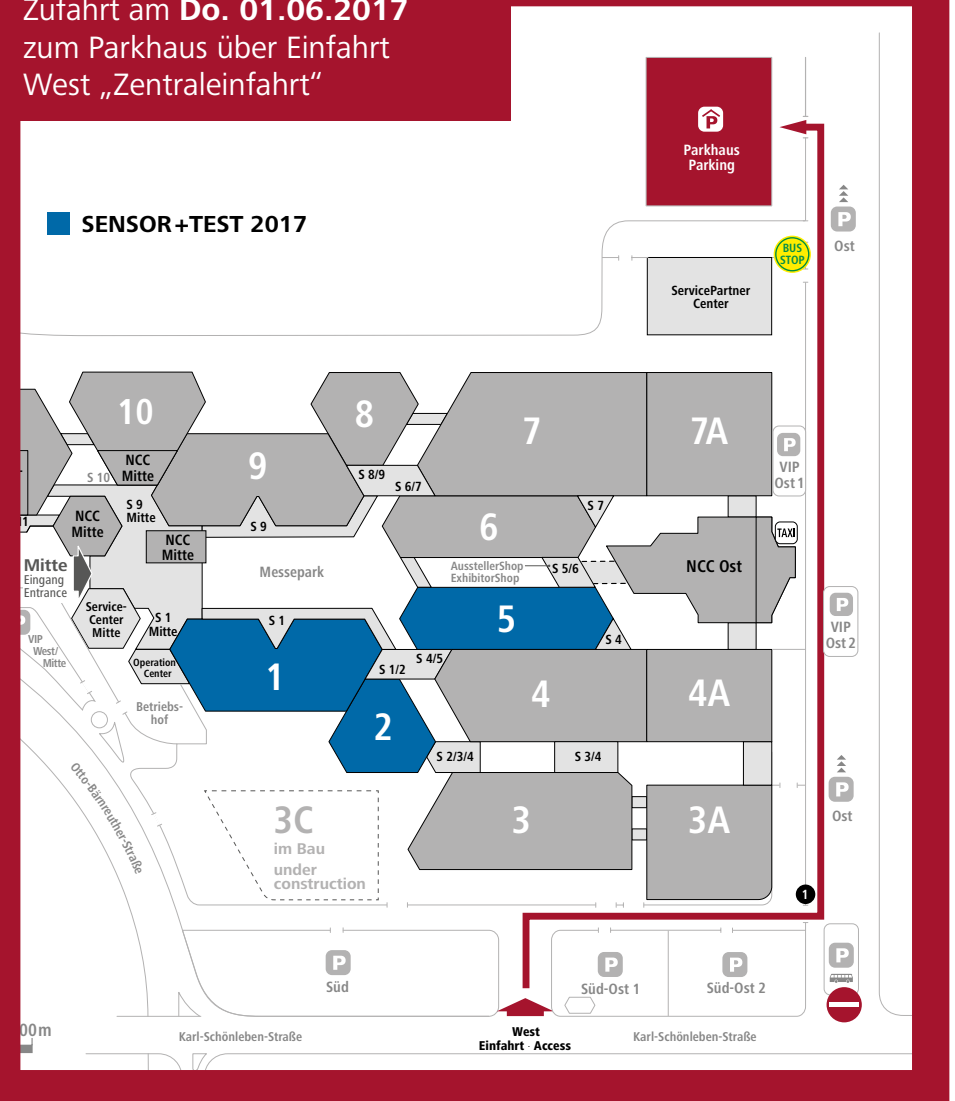 Zufahrt am Do. 01.06.2017
zum Parkhaus über Einfahrt
West „Zentraleinfahrt“
P
Parkhaus
Parking
SENSOR+TEST 2017
P
Ost
BUS
STOP
ServicePartner
Center
10
8
7
7A
9
NCC
Mitte
S 10
S 8/9
S 6/7
P
VIP
Ost 1
S 9
Mitte
S 9
S 7
NCC
Mitte
NCC
Mitte
6
TAXI
Mitte
Eingang
Entrance
Messepark
AusstellerShop
ExhibitorShop
S 5/6
NCC Ost
Service-
Center
Mitte
S 1
Mitte
S 1
5
S 4
P
VIP
Ost 2
VIP
West/
Mitte
Operation
Center
1
S 1/2
S 4/5
4
4A
Betriebs-
hof
2
S 2/3/4
S 3/4
P
Ost
Otto-Bärnreuther-Straße
3C
im Bau
under
construction
3
3A
1
P
Süd
P
Süd-Ost 1
P
Süd-Ost 2
P
00m
Karl-Schönleben-Straße
West
Einfahrt · Access
Karl-Schönleben-Straße